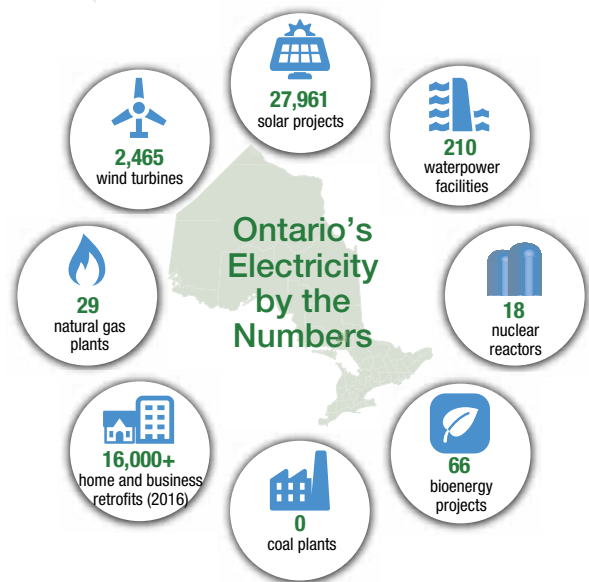 27,961
solar projects
2,465
wind turbines
210
waterpower
facilities
Ontario's
Electricity
by the
Numbers
29
natural gas
plants
18
nuclear
reactors
16,000+
home and business
retrofits (2016)
66
bioenergy
projects
0
coal plants